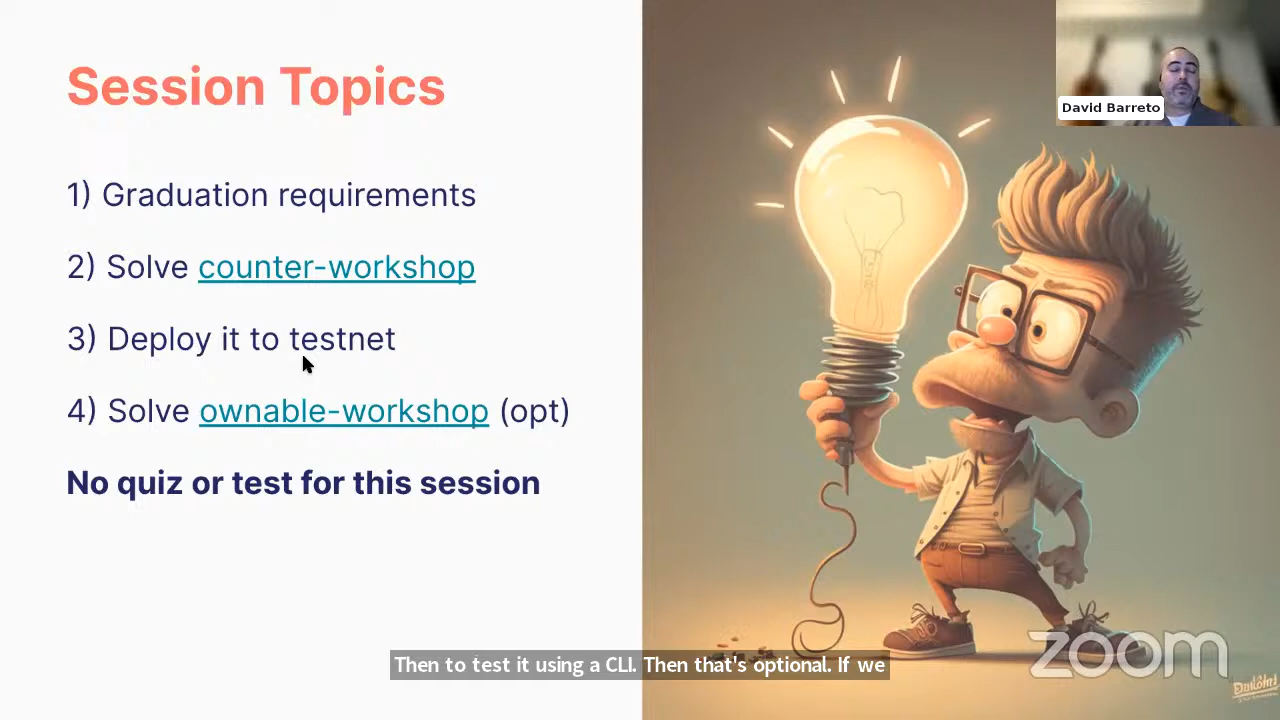 Session Topics
David Barreto
1) Graduation requirements
2) Solve counter-workshop
3) Deploy it to testnet
4) Solve ownable-workshop (opt)
No quiz or test for this session
zoom
Then to test it using a CLI. Then that's optional. If we